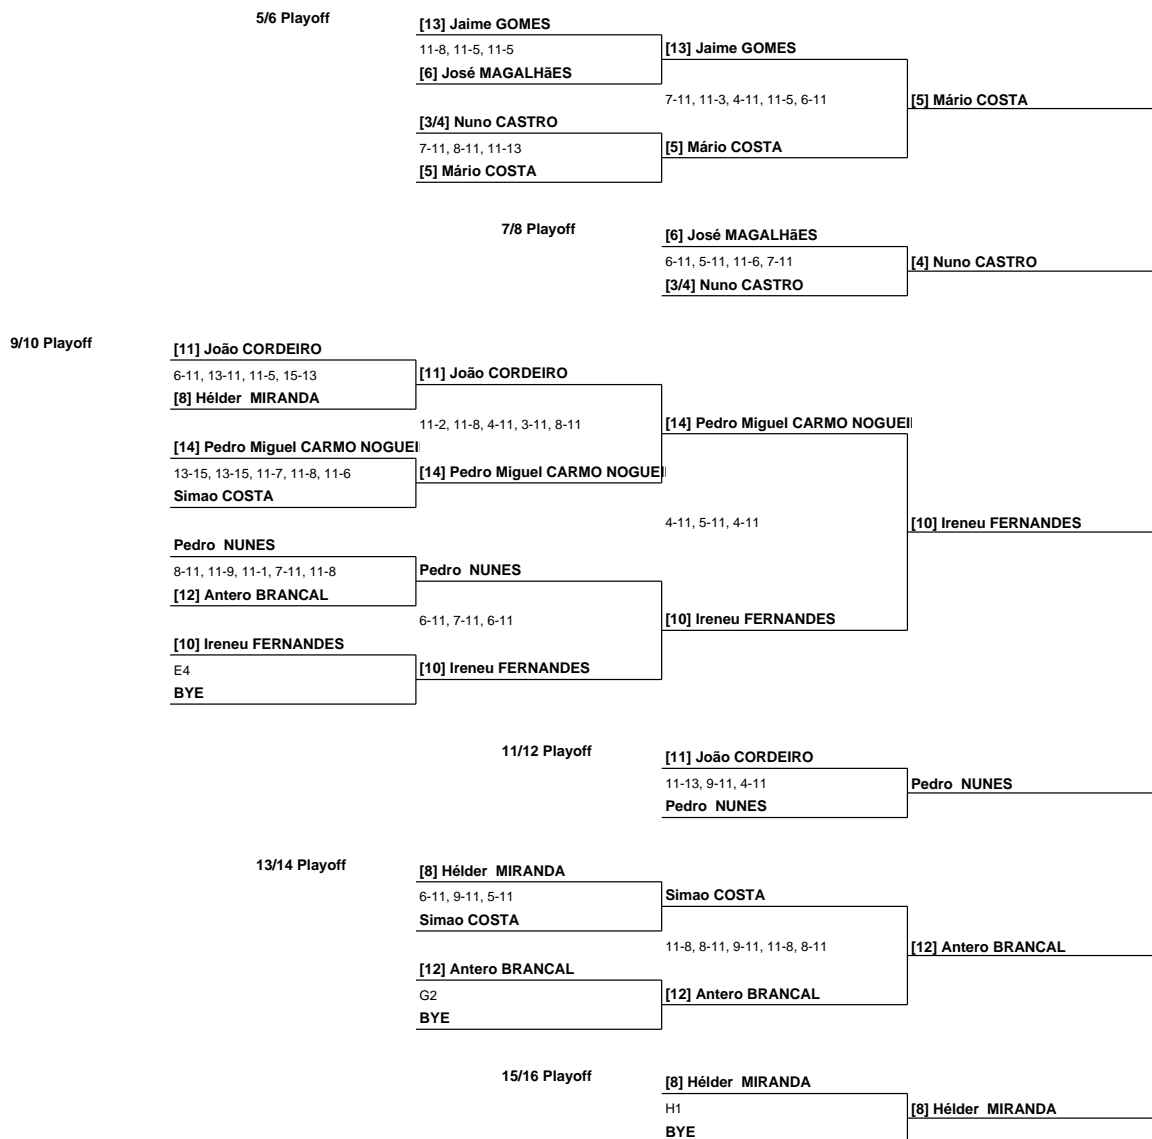 5/6 Playoff
[13] Jaime GOMES
11-8, 11-5, 11-5
[13] Jaime GOMES
[6] José MAGALHãES
7-11, 11-3, 4-11, 11-5, 6-11
[5] Mário COSTA
[3/4] Nuno CASTRO
7-11, 8-11, 11-13
[5] Mário COSTA
[5] Mário COSTA
7/8 Playoff
[6] José MAGALHãES
6-11, 5-11, 11-6, 7-11
[4] Nuno CASTRO
[3/4] Nuno CASTRO
9/10 Playoff
[11] João CORDEIRO
6-11, 13-11, 11-5, 15-13
[11] João CORDEIRO
[8] Hélder MIRANDA
11-2, 11-8, 4-11, 3-11, 8-11
[14] Pedro Miguel CARMO NOGUEI
[14] Pedro Miguel CARMO NOGUEI
13-15, 13-15, 11-7, 11-8, 11-6
[14] Pedro Miguel CARMO NOGUEI
Simao COSTA
4-11, 5-11, 4-11
[10] Ireneu FERNANDES
Pedro NUNES
8-11, 11-9, 11-1, 7-11, 11-8
Pedro NUNES
[12] Antero BRANCAL
6-11, 7-11, 6-11
[10] Ireneu FERNANDES
[10] Ireneu FERNANDES
E4
[10] Ireneu FERNANDES
BYE
11/12 Playoff
[11] João CORDEIRO
11-13, 9-11, 4-11
Pedro NUNES
Pedro NUNES
13/14 Playoff
[8] Hélder MIRANDA
6-11, 9-11, 5-11
Simao COSTA
Simao COSTA
11-8, 8-11, 9-11, 11-8, 8-11
[12] Antero BRANCAL
[12] Antero BRANCAL
G2
[12] Antero BRANCAL
BYE
15/16 Playoff
[8] Hélder MIRANDA
H1
[8] Hélder MIRANDA
BYE